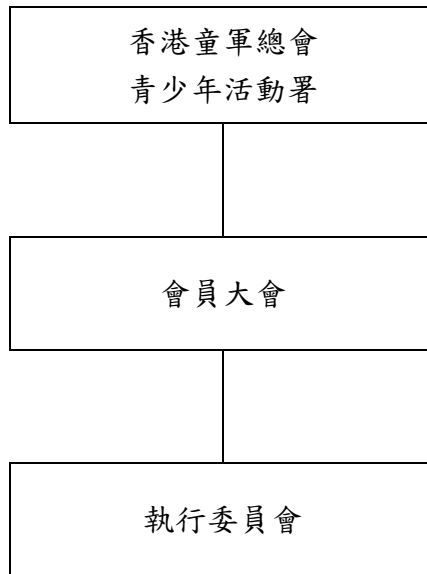 香港童軍總會
青少年活動署
會員大會
執行委員會